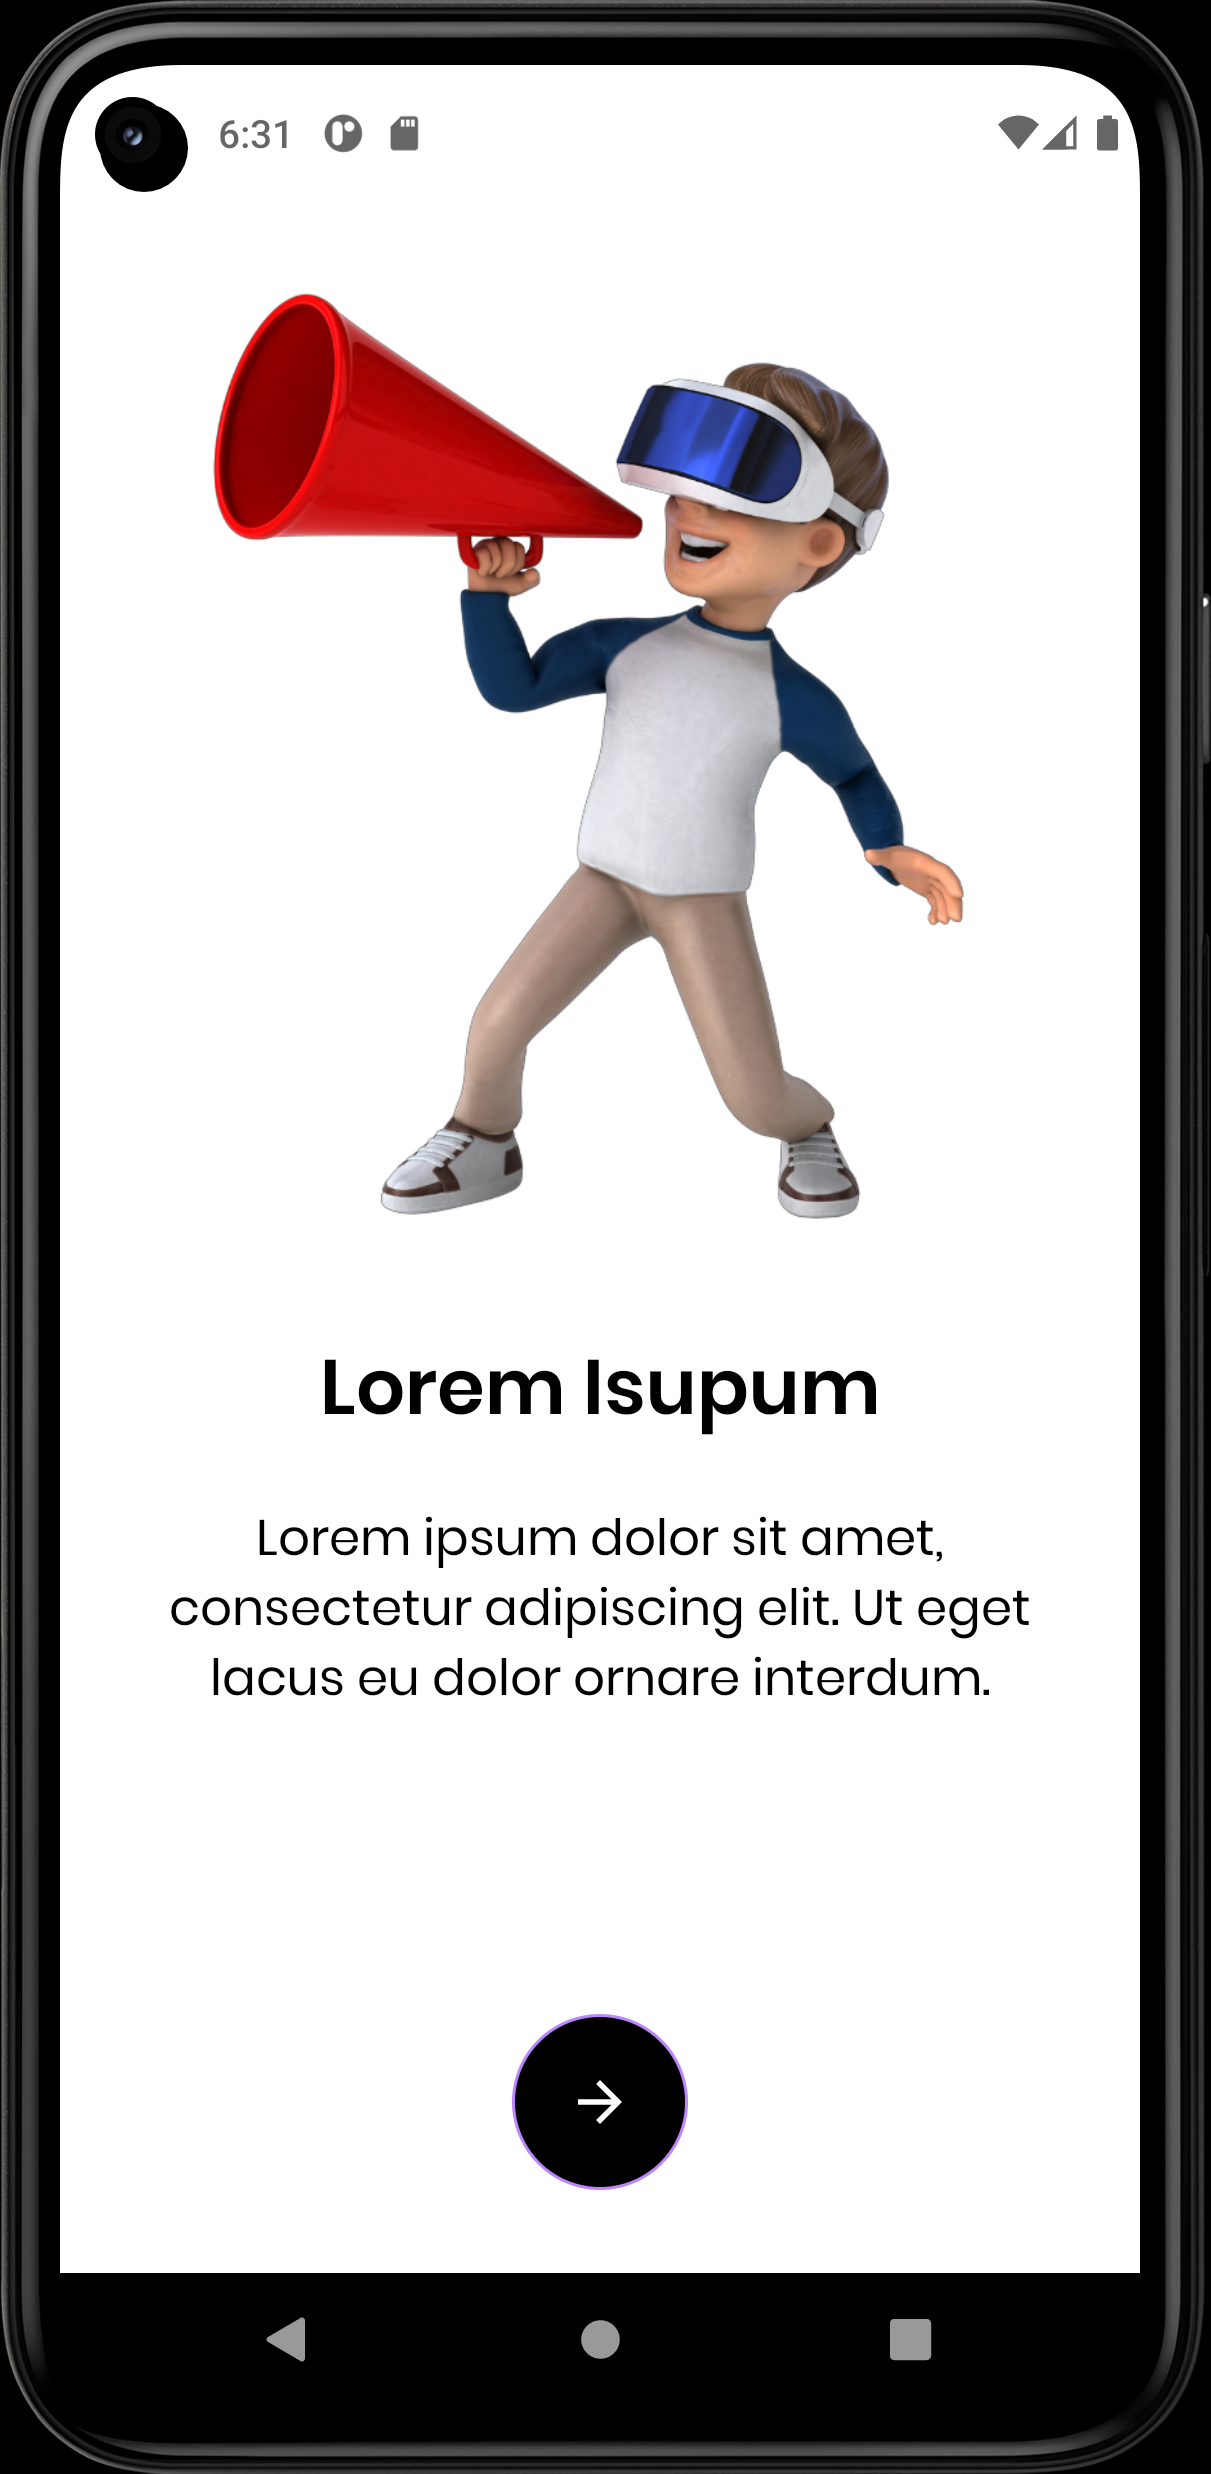 6:31
Lorem Isupum
Lorem ipsum dolor sit amet,
consectetur adipiscing elit. Ut eget
lacus eu dolor ornare interdum.